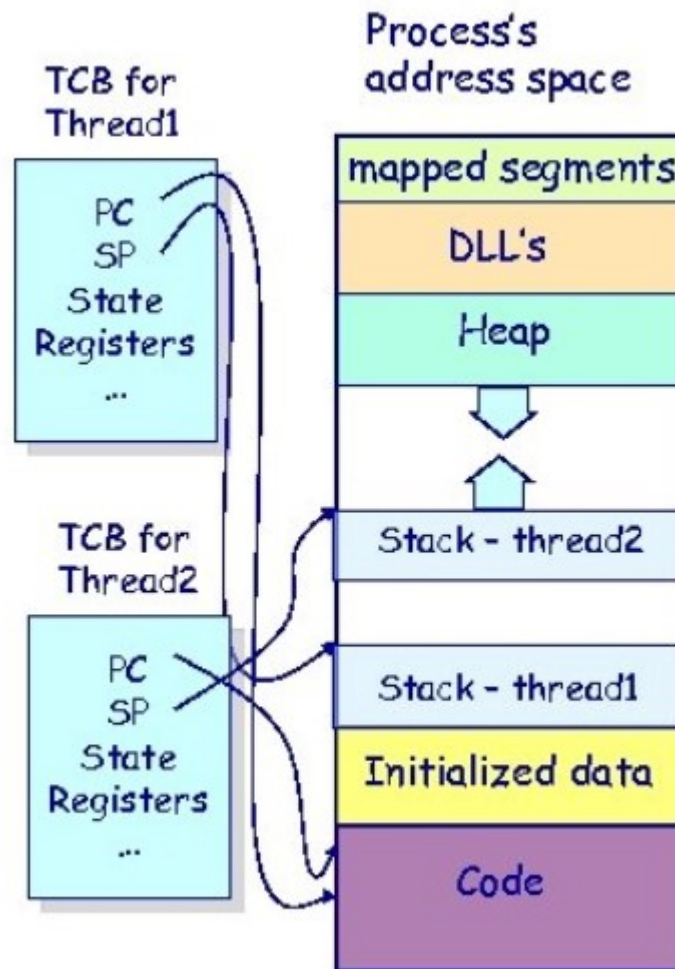 Process's
address space
TCB for
Thread1
PC
SP
State
Registers
...
TCB for
Thread2
PC
SP
State
Registers
...
mapped segments
DLL's
Heap
Stack - thread2
Stack - thread1
Initialized data
Code